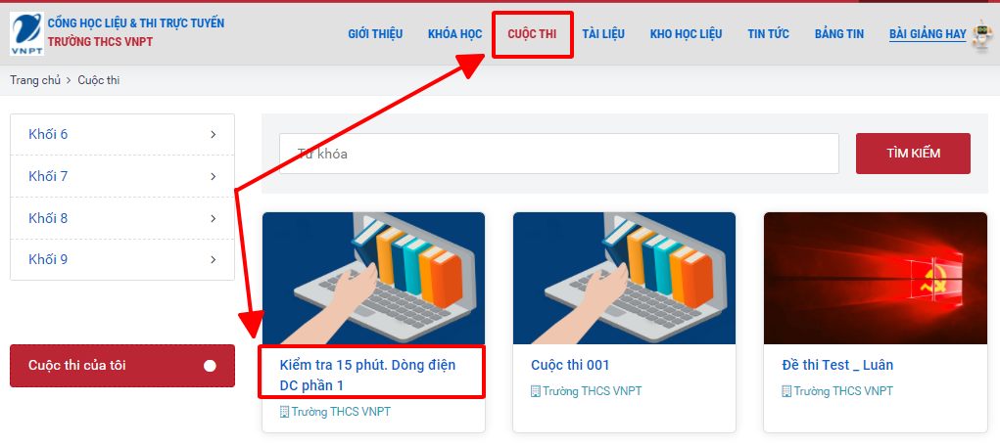 VNPT
CỔNG HỌC LIỆU & THI TRỰC TUYẾN
TRƯỜNG THCS VNPT
GIỚI THIỆU
KHÓA HỌC
CUỘC THI
TÀI LIỆU
KHO HỌC LIỆU
TIN TỨC
BẢNG TIN
BÀI GIẢNG HAY
Trang chủ > Cuộc thi
Khối 6
Khối 7
Khối 8
Khối 9
Cuộc thi của tôi
Từ khóa
TÌM KIẾM
Kiểm tra 15 phút. Dòng điện
DC phần 1
Trường THCS VNPT
Cuộc thi 001
Trường THCS VNPT
Đề thi Test _ Luân
Trường THCS VNPT